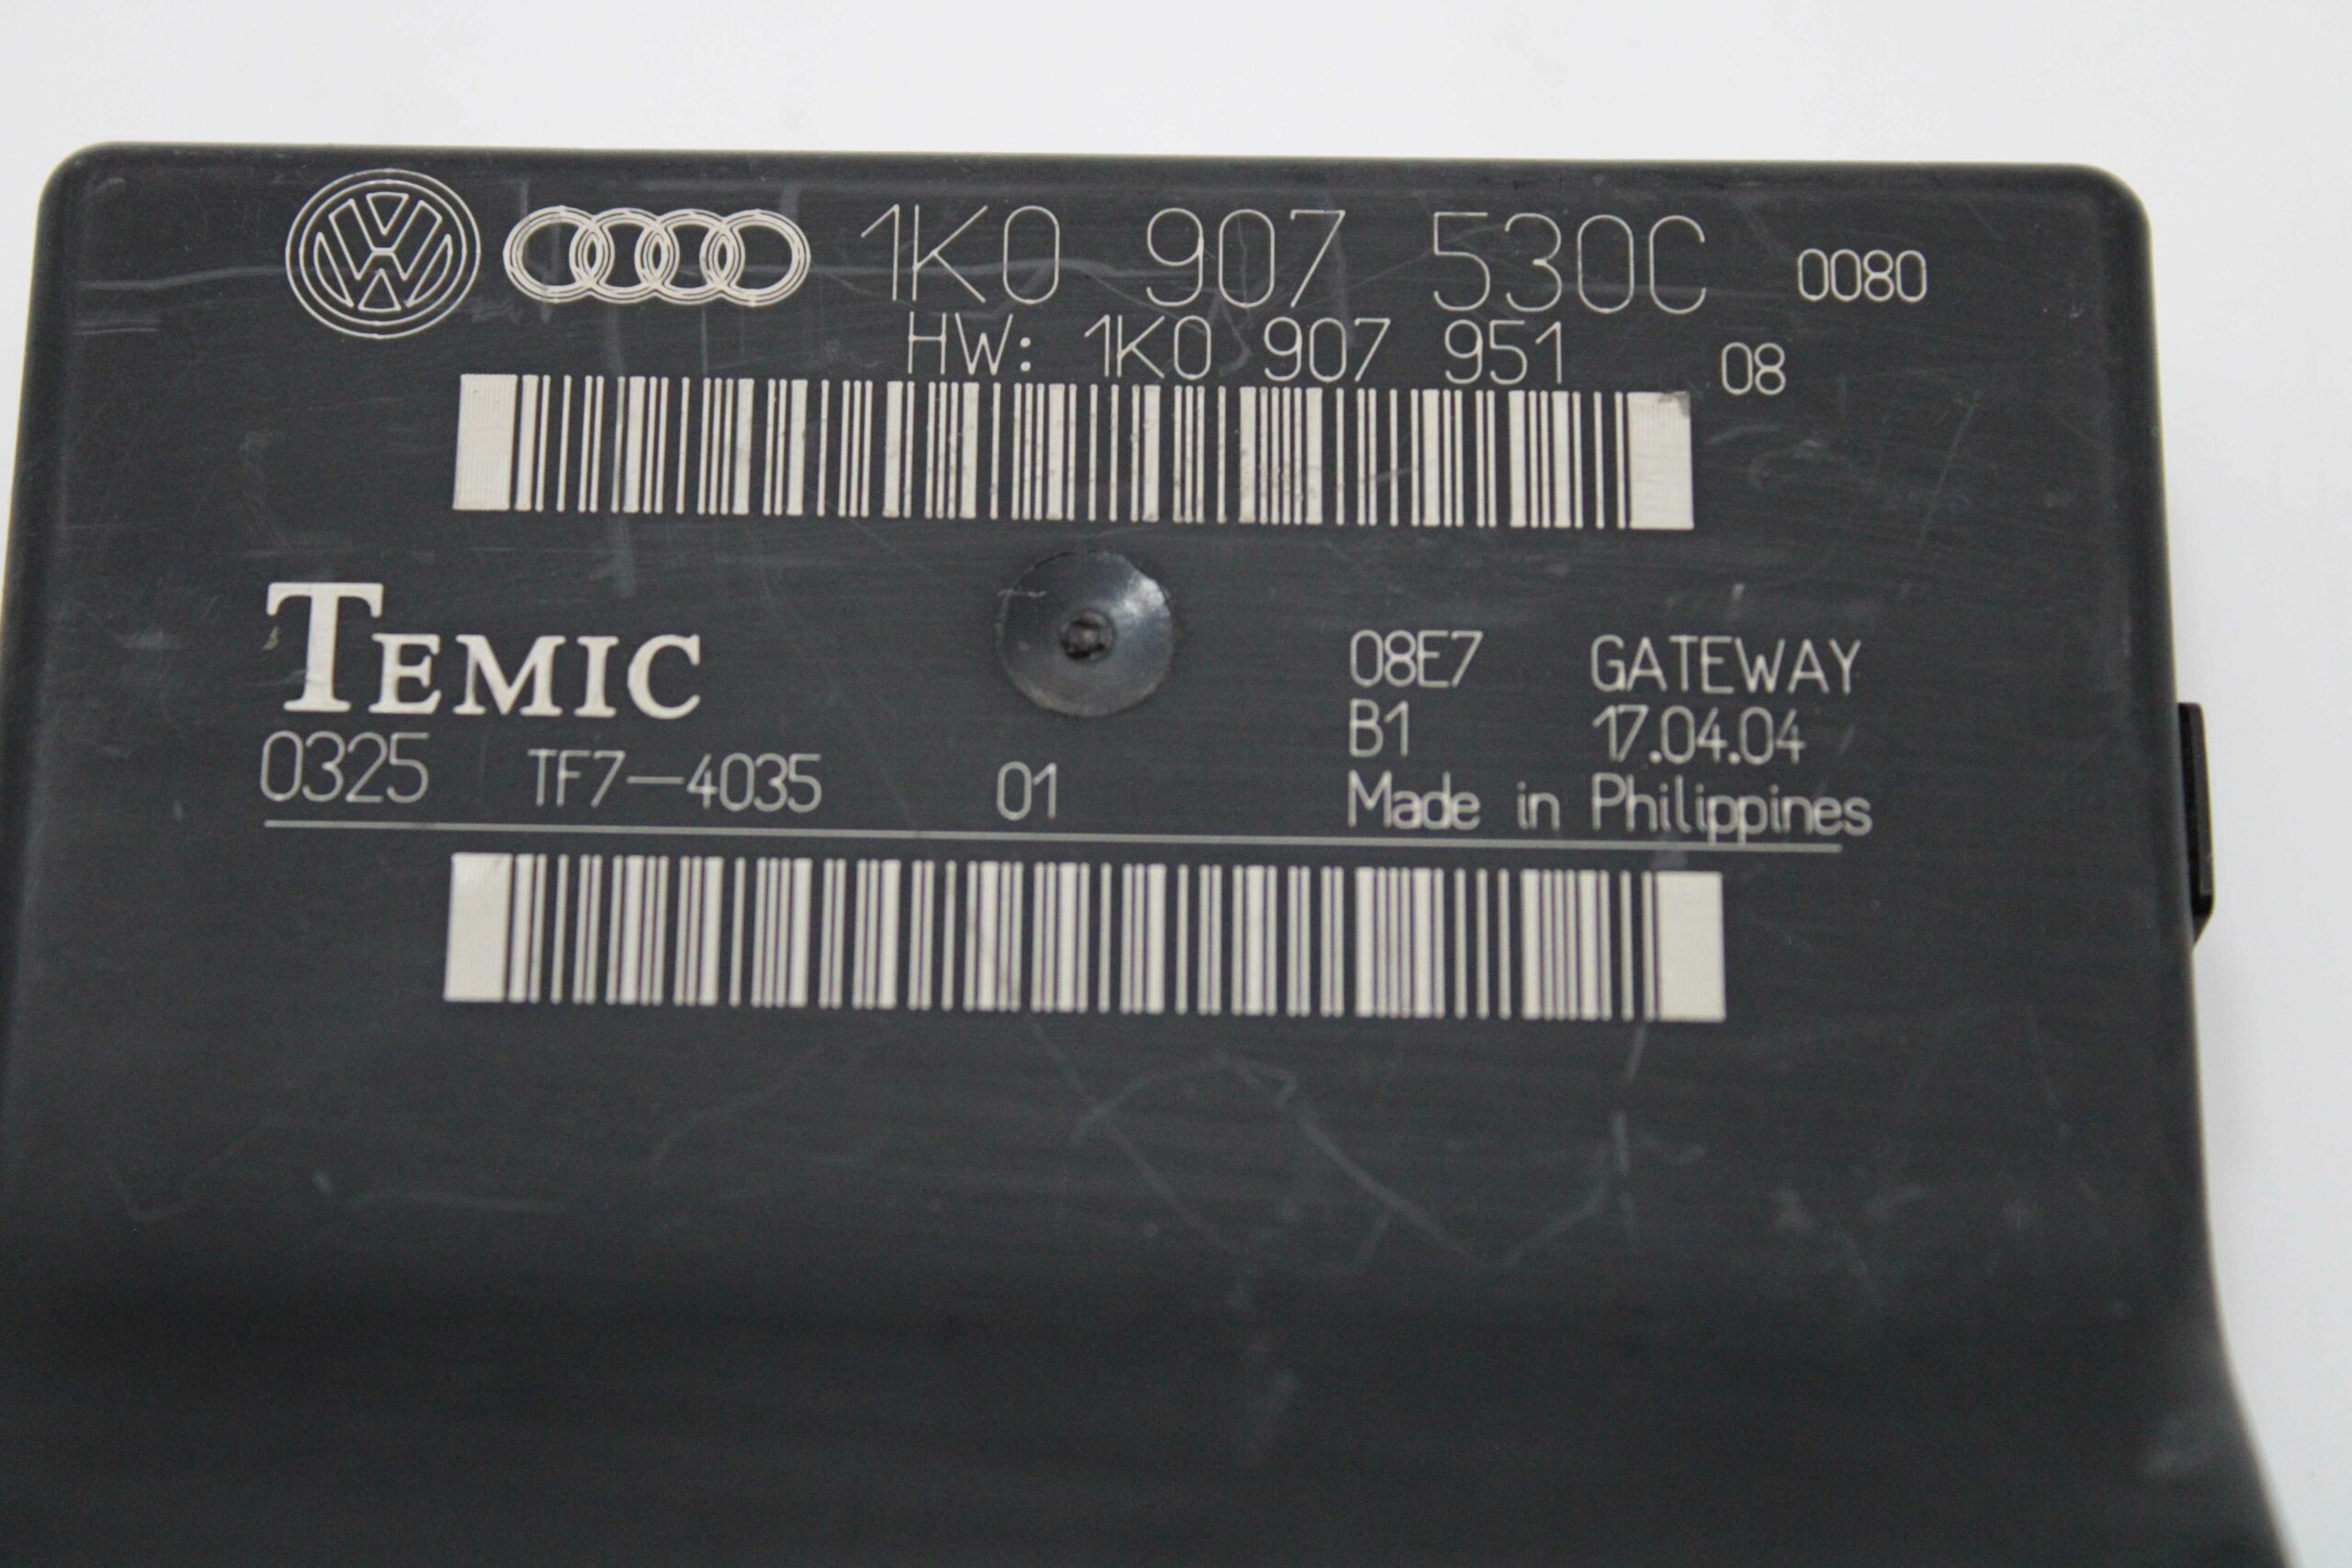 1K0 907 530C 0080
HW: 1K0 907 951 08
TEMIC
08E7 GATEWAY
B1 17.04.04
0325 TF7-4035 01
Made in Philippines